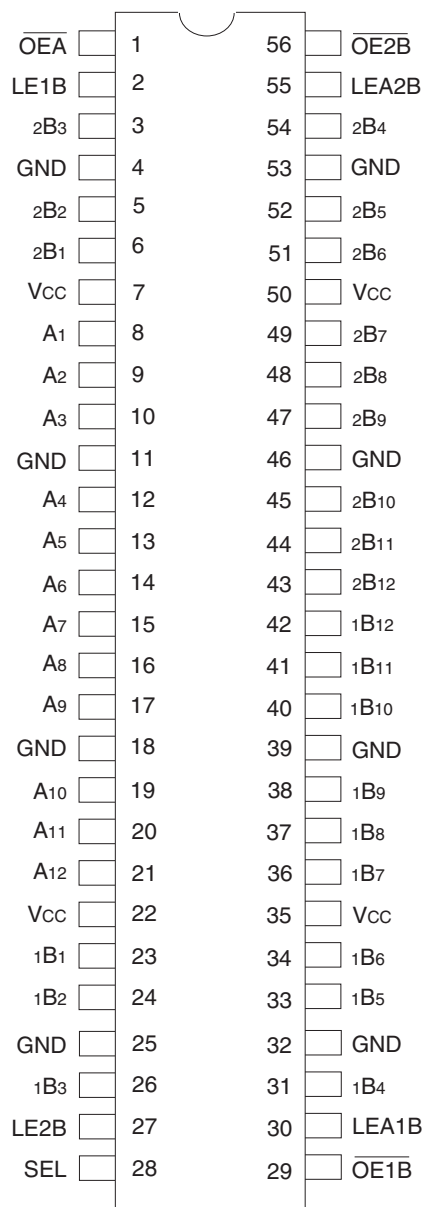 O̅E̅A̅ 1 56 O̅E̅2̅B̅
LE1B 2 55 LEA2B
2B3 3 54 2B4
GND 4 53 GND
2B2 5 52 2B5
2B1 6 51 2B6
VCC 7 50 VCC
A1 8 49 2B7
A2 9 48 2B8
A3 10 47 2B9
GND 11 46 GND
A4 12 45 2B10
A5 13 44 2B11
A6 14 43 2B12
A7 15 42 1B12
A8 16 41 1B11
A9 17 40 1B10
GND 18 39 GND
A10 19 38 1B9
A11 20 37 1B8
A12 21 36 1B7
VCC 22 35 VCC
1B1 23 34 1B6
1B2 24 33 1B5
GND 25 32 GND
1B3 26 31 1B4
LE2B 27 30 LEA1B
SEL 28 29 O̅E̅1̅B̅